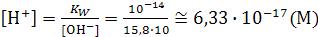 [H⁺] = K_W / [OH⁻] = 10⁻¹⁴ / 15,8·10 ≅ 6,33·10⁻¹⁷(M)